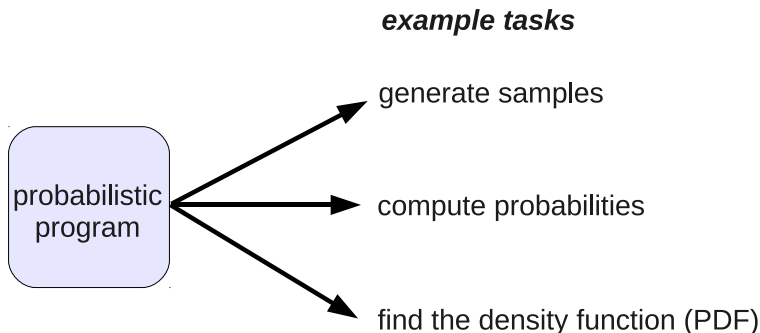 example tasks
generate samples
probabilistic
program
compute probabilities
find the density function (PDF)